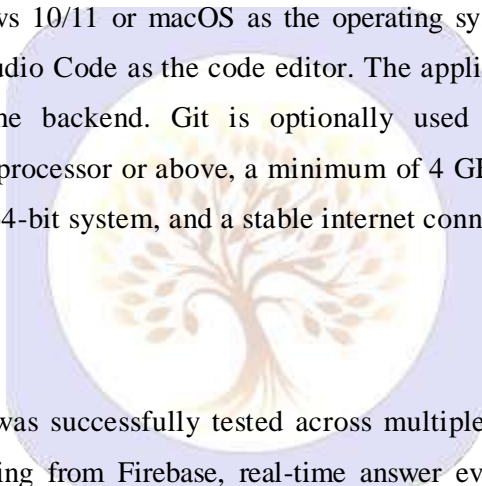 ws 10/11 or macOS as the operating sy
udio Code as the code editor. The appli
ne backend. Git is optionally used
processor or above, a minimum of 4 GB
4-bit system, and a stable internet conn
was successfully tested across multiple
ing from Firebase, real-time answer ev